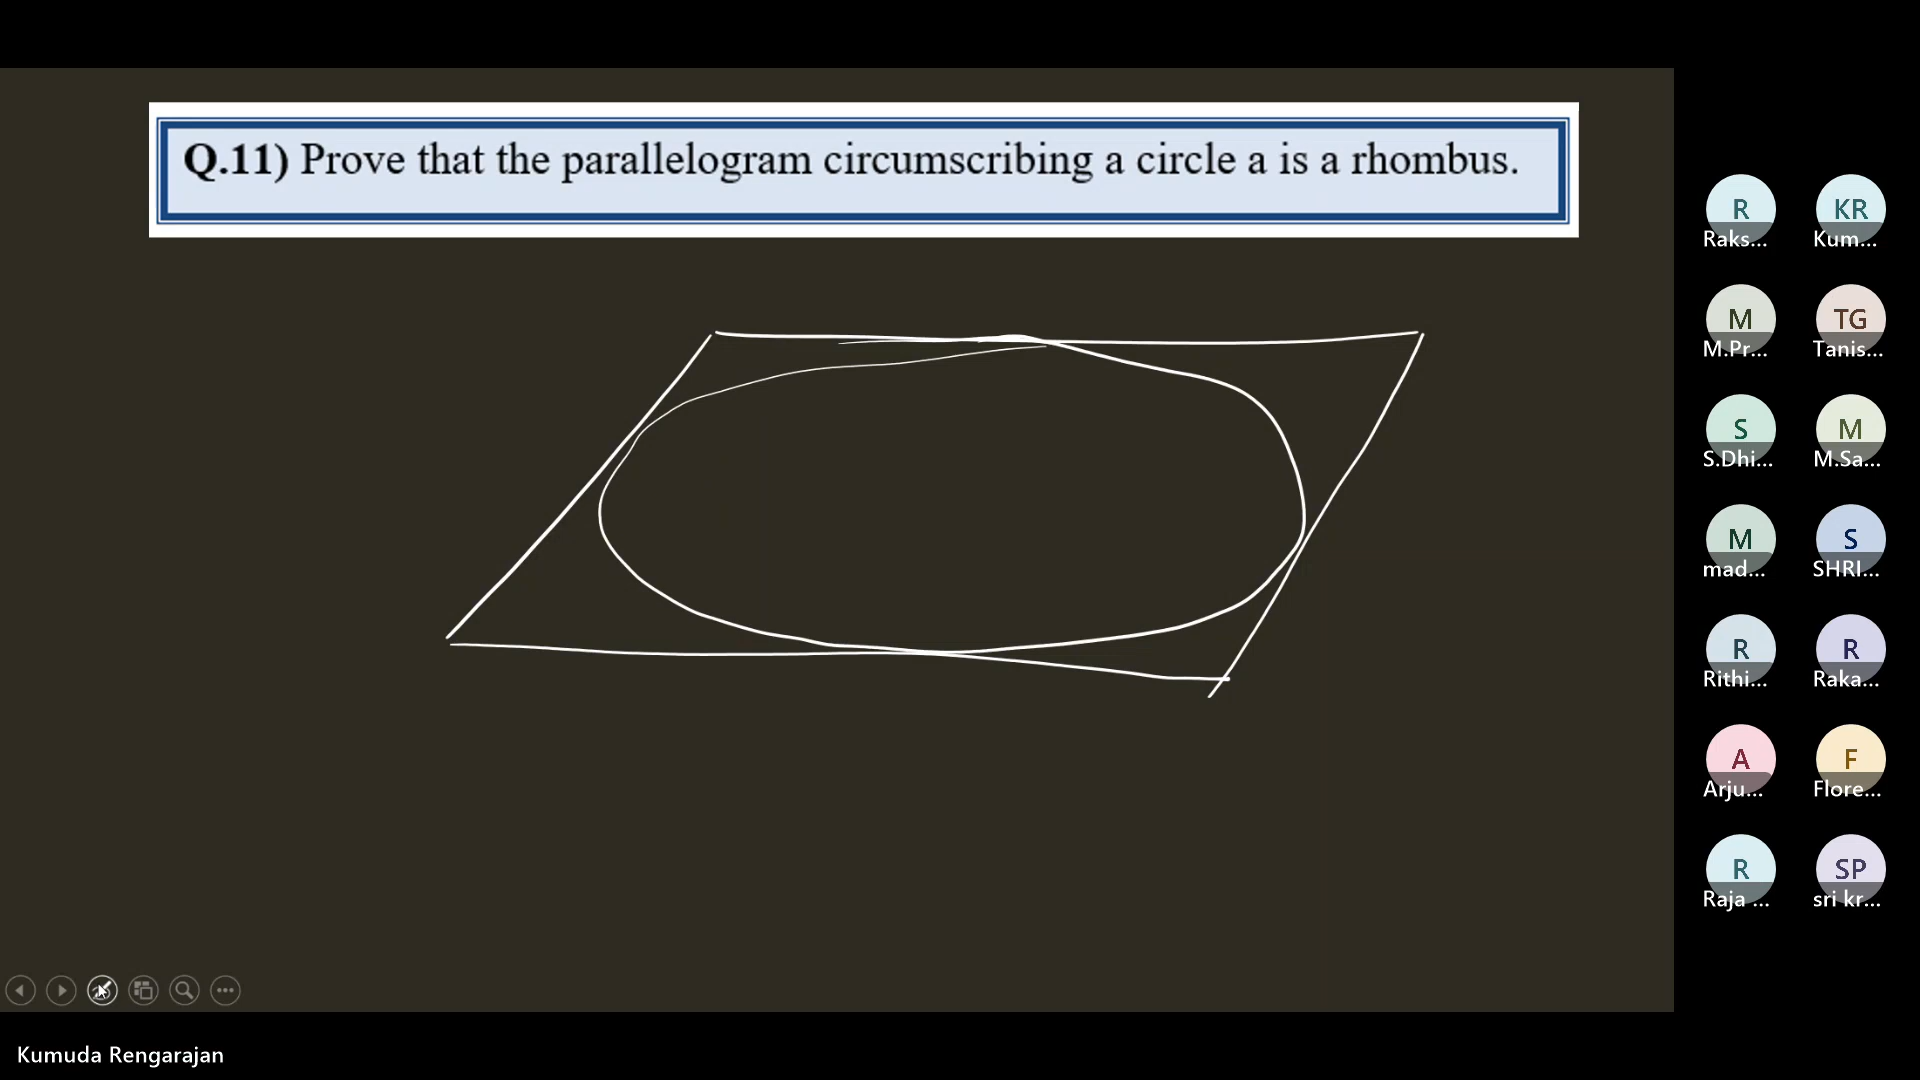 Q.11) Prove that the parallelogram circumscribing a circle a is a rhombus.
R
KR
Raks...
Kum...
M
TG
M.Pr...
Tanis...
S
M
S.Dhi...
M.Sa...
M
S
mad...
SHRI...
R
R
Rithi...
Raka...
A
F
Arju...
Flore...
R
SP
Raja ...
sri kr...
Kumuda Rengarajan